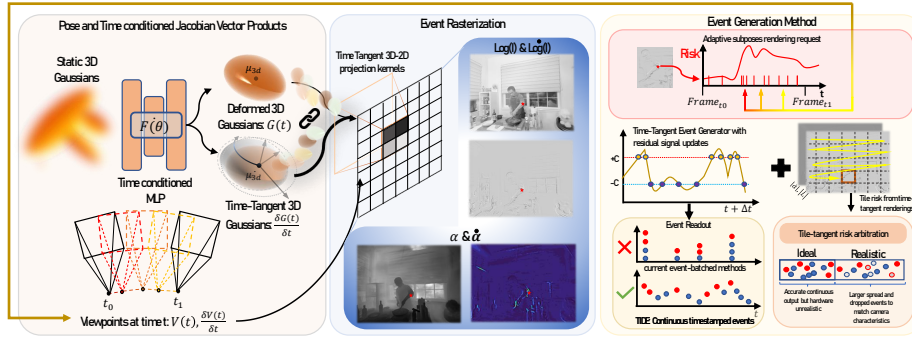 Pose and Time conditioned Jacobian Vector Products
Static 3D
Gaussians
F(θ̇)
Time conditioned
MLP
μ3d
Deformed 3D
Gaussians: G(t)
μ̇3d
Time-Tangent 3D
Gaussians: δG(t)/δt
t0
t1
Viewpoints at time t: V(t), δV(t)/δt
Event Rasterization
Time Tangent 3D-2D
projection kernels
Log(I) & Log̊(I)
α & α̇
Event Generation Method
Adaptive subposes rendering request
Risk
Frame_t0
Frame_t1
t
Time-Tangent Event Generator with
residual signal updates
+C
-C
t + Δt
Tile risk from time-
tangent renderings
Event Readout
current event-batched methods
t
TIDE: Continuous timestamped events
Tile-tangent risk arbitration
Ideal
Realistic
Accurate continuous
output but hardware
unrealistic
Larger spread and
dropped events to
match camera
characteristics